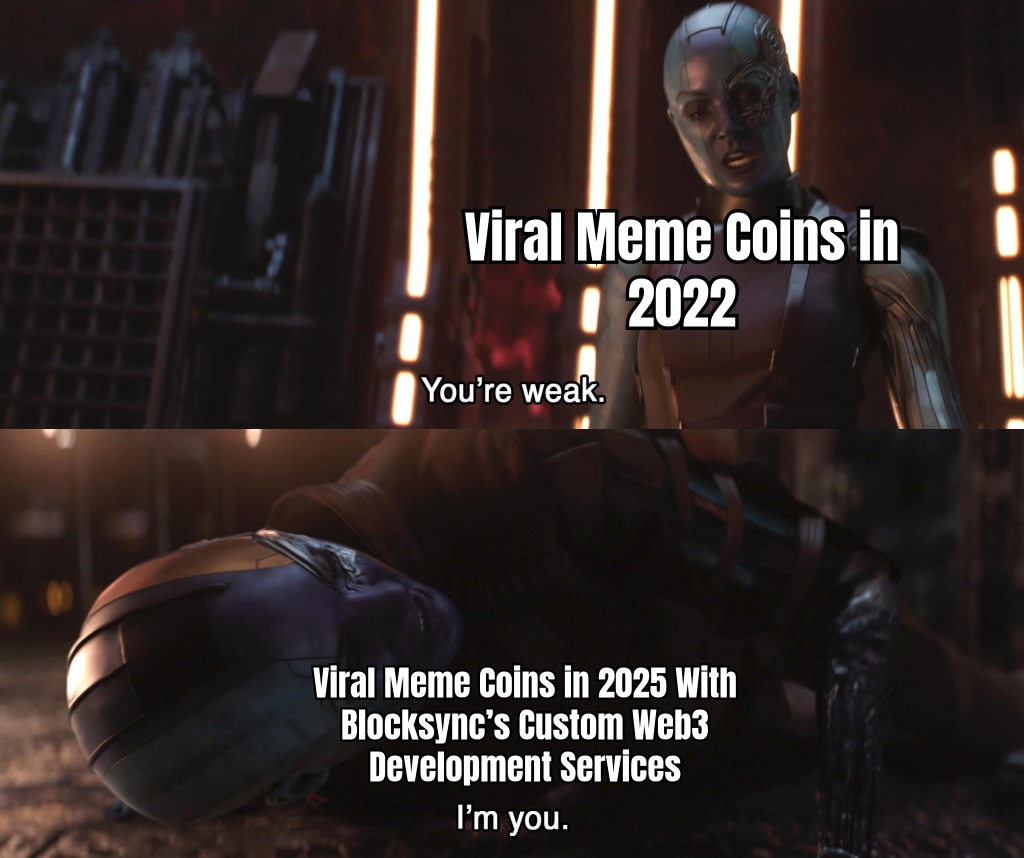 Viral Meme Coins in
2022
You’re weak.
Viral Meme Coins in 2025 With
Blocksync’s Custom Web3
Development Services
I’m you.